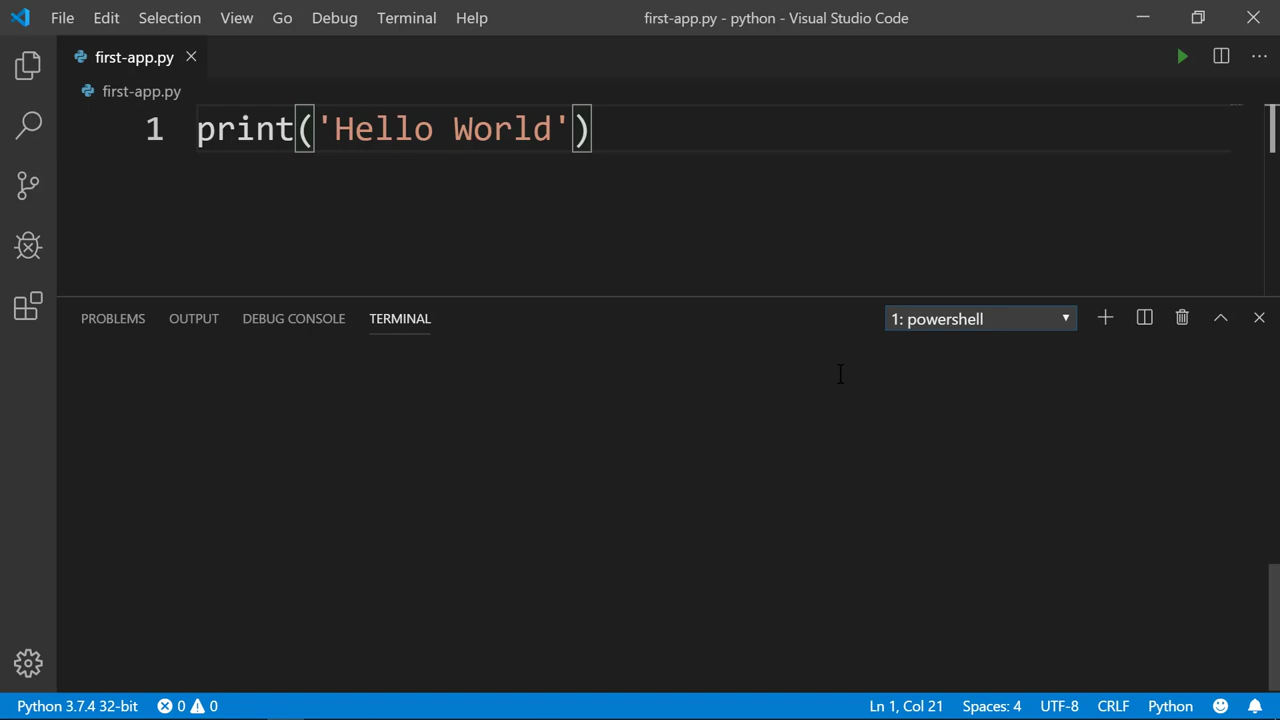 File Edit Selection View Go Debug Terminal Help first-app.py - python - Visual Studio Code
first-app.py
first-app.py
1 print('Hello World')
PROBLEMS OUTPUT DEBUG CONSOLE TERMINAL 1: powershell
Python 3.7.4 32-bit 0 0 Ln 1, Col 21 Spaces: 4 UTF-8 CRLF Python